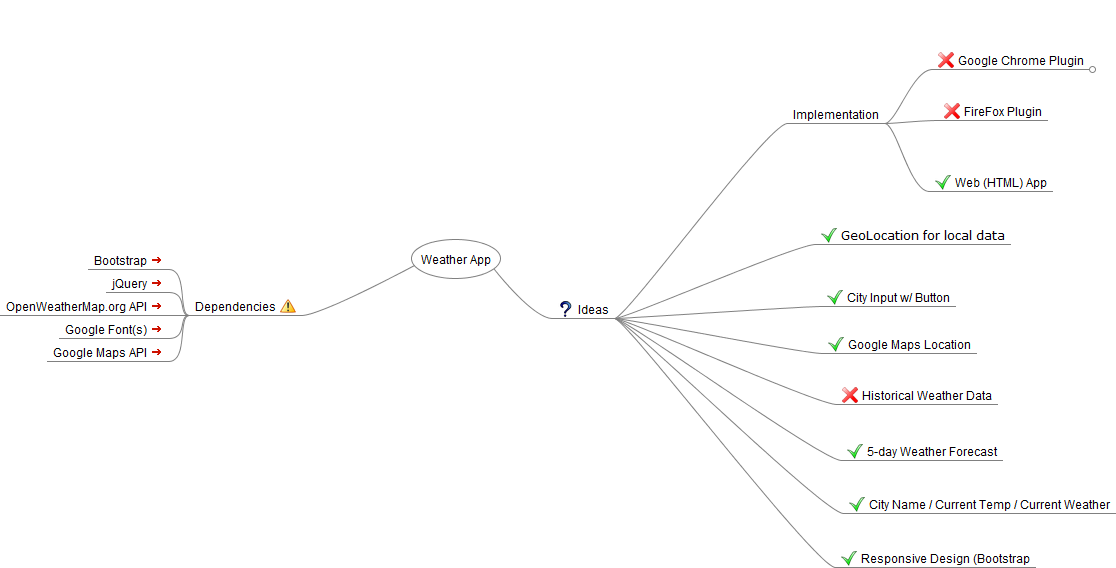 Google Chrome Plugin
Implementation
FireFox Plugin
Web (HTML) App
GeoLocation for local data
Weather App
Bootstrap
jQuery
Dependencies
OpenWeatherMap.org API
Google Font(s)
Google Maps API
Ideas
City Input w/ Button
Google Maps Location
Historical Weather Data
5-day Weather Forecast
City Name / Current Temp / Current Weather
Responsive Design (Bootstrap